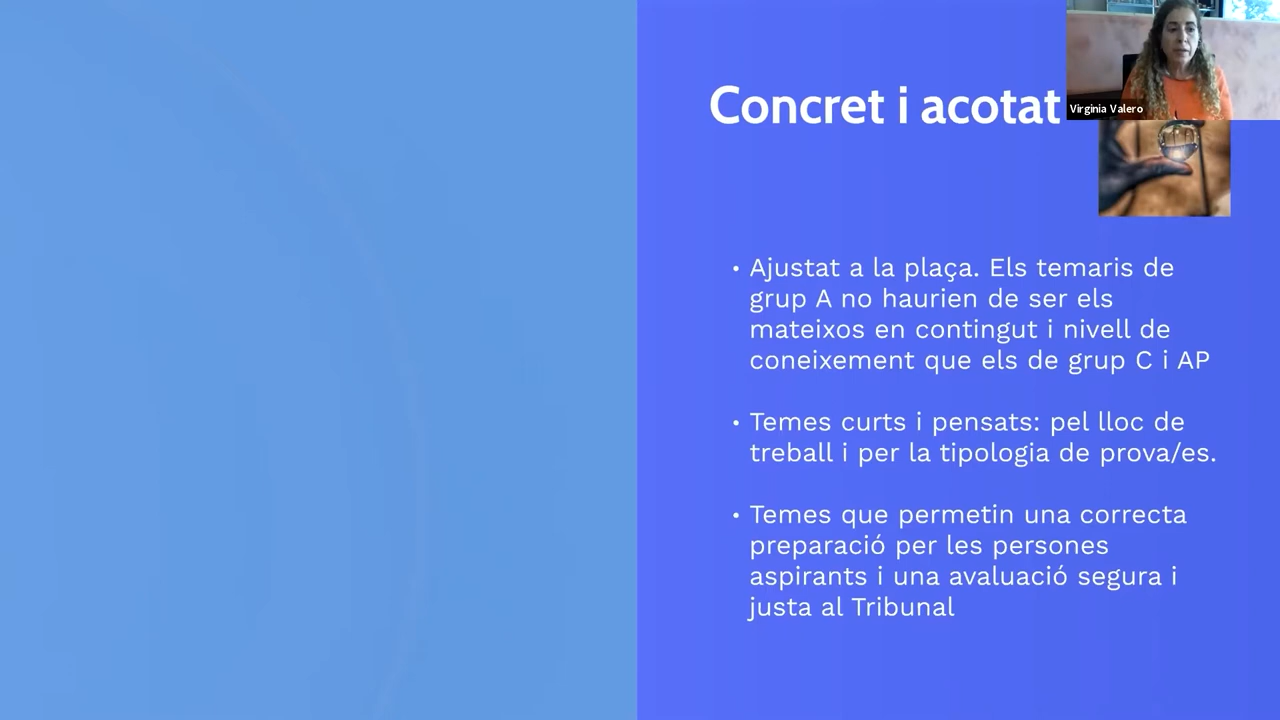 Concret i acotat
Virginia Valero
• Ajustat a la plaça. Els temaris de
grup A no haurien de ser els
mateixos en contingut i nivell de
coneixement que els de grup C i AP
• Temes curts i pensats: pel lloc de
treball i per la tipologia de prova/es.
• Temes que permetin una correcta
preparació per les persones
aspirants i una avaluació segura i
justa al Tribunal